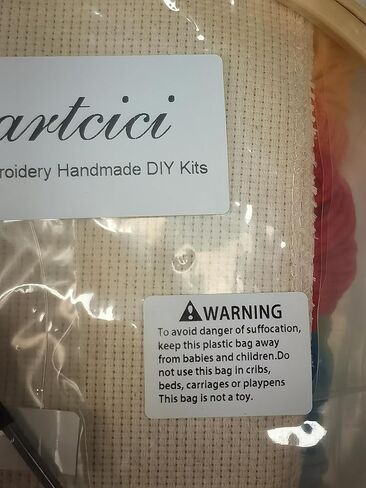 artcici
roidery Handmade DIY Kits
⚠WARNING
To avoid danger of suffocation,
keep this plastic bag away
from babies and children.Do
not use this bag in cribs,
beds, carriages or playpens
This bag is not a toy.